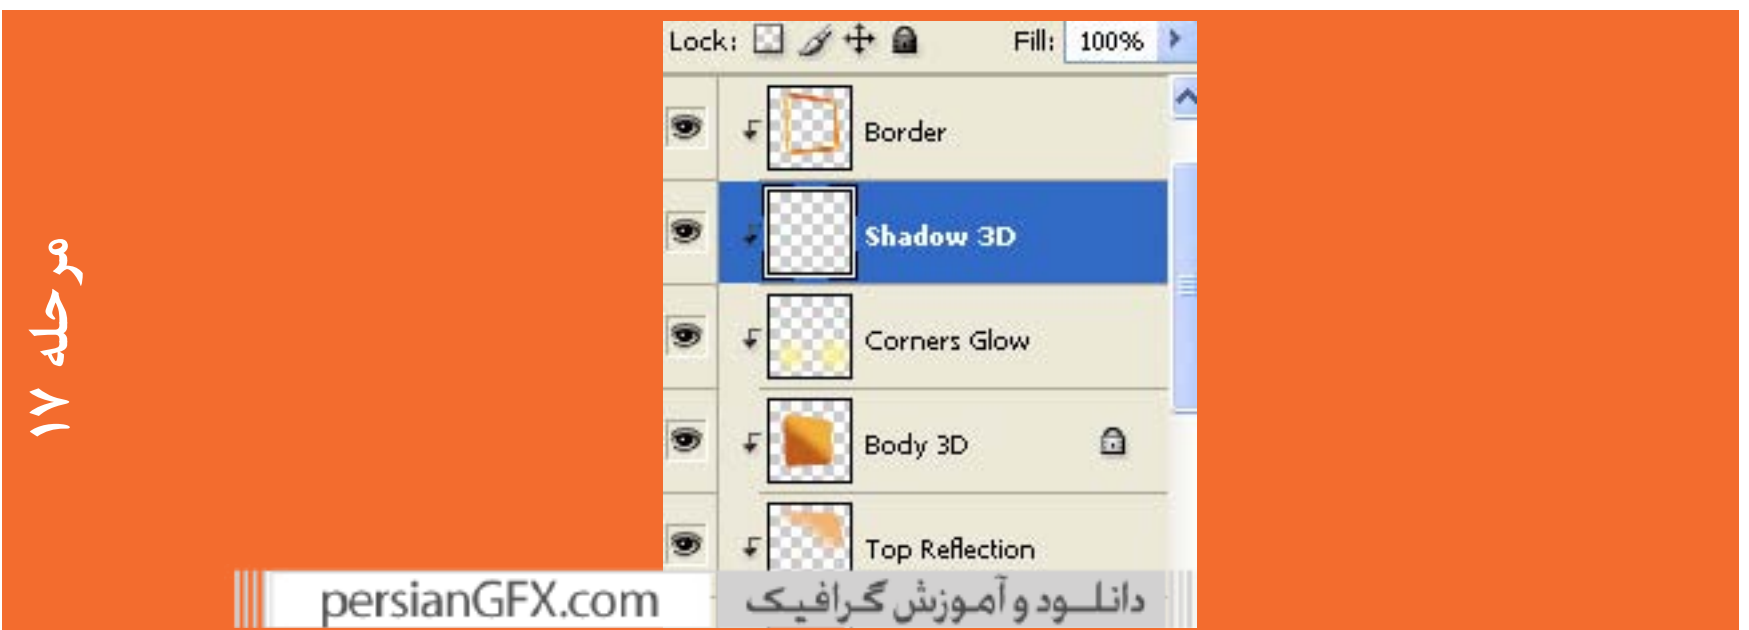 مرحله ۱۷
Lock: Fill: 100%
Border
Shadow 3D
Corners Glow
Body 3D
Top Reflection
persianGFX.com دانلود و آموزش گرافیک